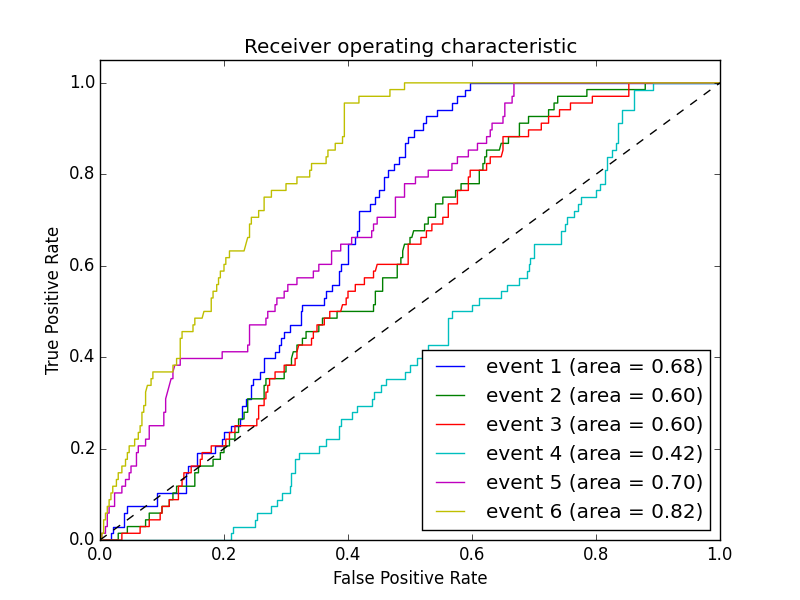 Receiver operating characteristic
True Positive Rate
1.0
0.8
0.6
0.4
0.2
0.0
event 1 (area = 0.68)
event 2 (area = 0.60)
event 3 (area = 0.60)
event 4 (area = 0.42)
event 5 (area = 0.70)
event 6 (area = 0.82)
0.0 0.2 0.4 0.6 0.8 1.0
False Positive Rate